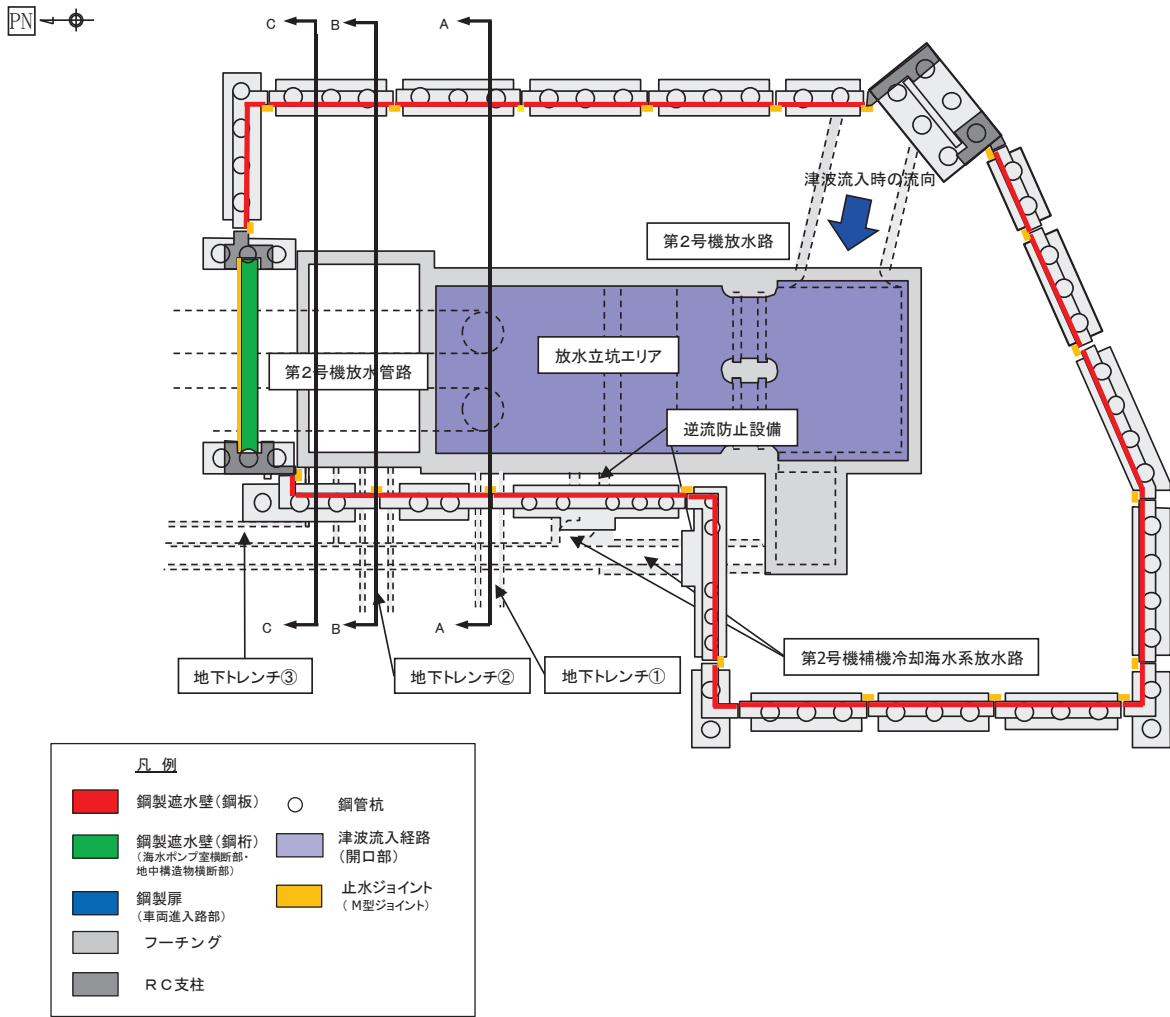 PN
C
B
A
津波流入時の流向
第2号機放水路
放水立坑エリア
第2号機放水管路
逆流防止設備
C
B
A
第2号機補機冷却海水系放水路
地下トレンチ③
地下トレンチ②
地下トレンチ①
凡 例
鋼製遮水壁(鋼板)
鋼管杭
鋼製遮水壁(鋼桁)
(海水ポンプ室横断部・
地中構造物横断部)
津波流入経路
(開口部)
鋼製扉
(車両進入路部)
止水ジョイント
(M型ジョイント)
フーチング
RC支柱